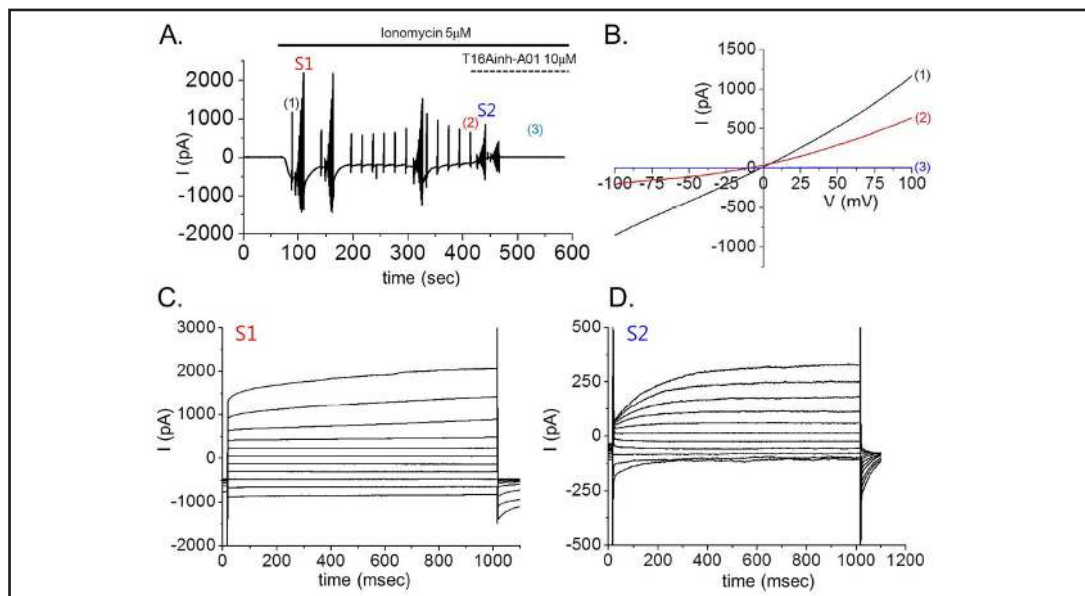 A.
Ionomycin 5μM
T16Ainh-A01 10μM
S1
S2
(1)
(2)
(3)
2000
1000
0
-1000
-2000
I (pA)
0 100 200 300 400 500 600
time (sec)
B.
1500
1000
500
0
-500
-1000
I (pA)
-100 -75 -50 -25 0 25 50 75 100
V (mV)
(1)
(2)
(3)
C.
S1
3000
2000
1000
0
-1000
-2000
I (pA)
0 200 400 600 800 1000
time (msec)
D.
S2
500
250
0
-250
-500
I (pA)
0 200 400 600 800 1000 1200
time (msec)